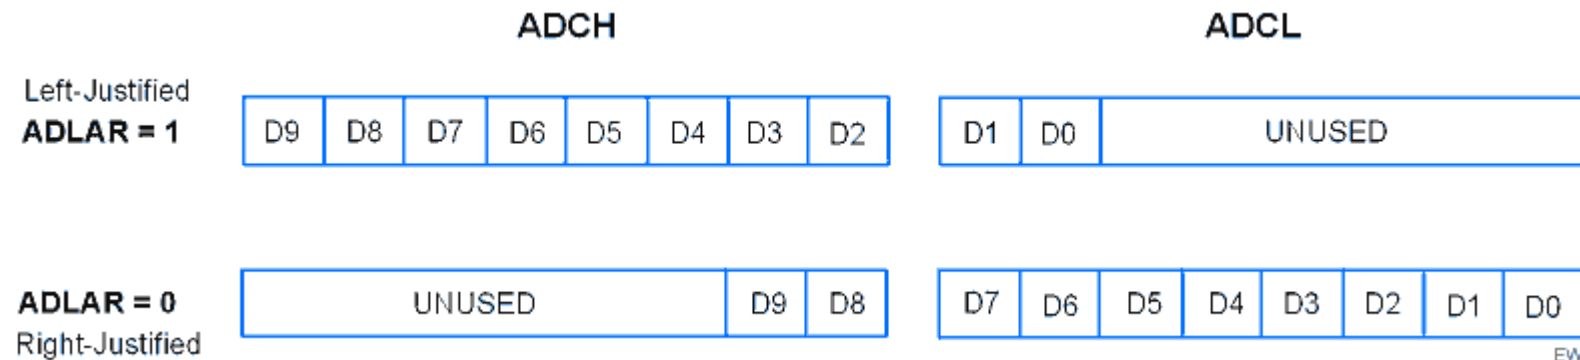 ADCH ADCL
Left-Justified
ADLAR = 1 D9 D8 D7 D6 D5 D4 D3 D2 D1 D0 UNUSED
ADLAR = 0 UNUSED D9 D8 D7 D6 D5 D4 D3 D2 D1 D0
Right-Justified